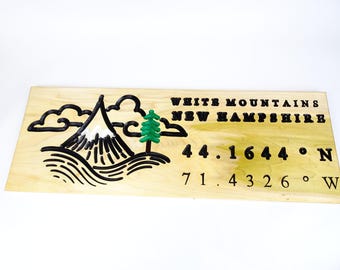 WHITE MOUNTAINS
NEW HAMPSHIRE
44.1644 ° N
71.4326 ° W